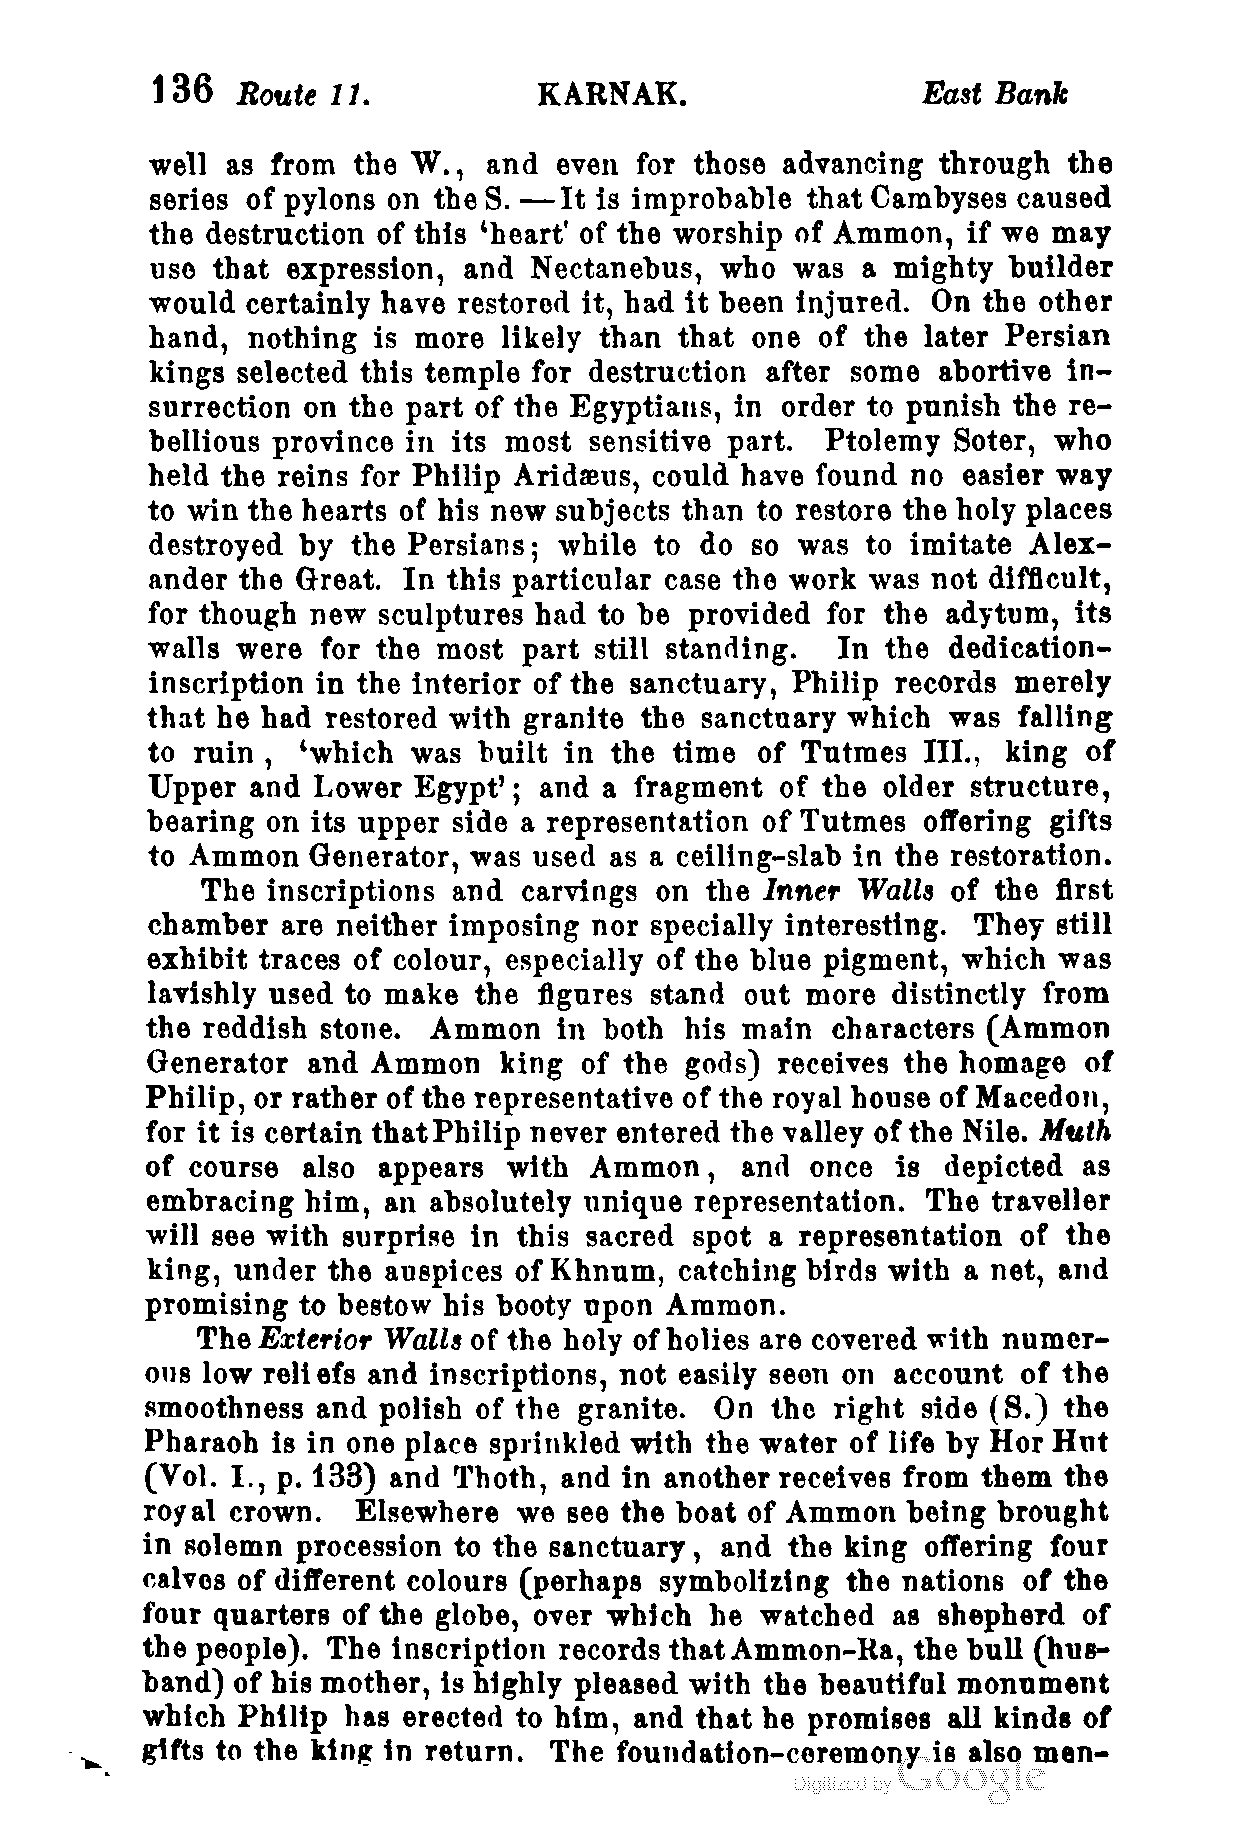 136 Route 11. KARNAK. East Bank
well as from the W., and even for those advancing through the
series of pylons on the S. — It is improbable that Cambyses caused
the destruction of this ‘heart’ of the worship of Ammon, if we may
use that expression, and Nectanebus, who was a mighty builder
would certainly have restored it, had it been injured. On the other
hand, nothing is more likely than that one of the later Persian
kings selected this temple for destruction after some abortive in-
surrection on the part of the Egyptians, in order to punish the re-
bellious province in its most sensitive part. Ptolemy Soter, who
held the reins for Philip Aridæus, could have found no easier way
to win the hearts of his new subjects than to restore the holy places
destroyed by the Persians; while to do so was to imitate Alex-
ander the Great. In this particular case the work was not difficult,
for though new sculptures had to be provided for the adytum, its
walls were for the most part still standing. In the dedication-
inscription in the interior of the sanctuary, Philip records merely
that he had restored with granite the sanctuary which was falling
to ruin , ‘which was built in the time of Tutmes III., king of
Upper and Lower Egypt’; and a fragment of the older structure,
bearing on its upper side a representation of Tutmes offering gifts
to Ammon Generator, was used as a ceiling-slab in the restoration.
The inscriptions and carvings on the Inner Walls of the first
chamber are neither imposing nor specially interesting. They still
exhibit traces of colour, especially of the blue pigment, which was
lavishly used to make the figures stand out more distinctly from
the reddish stone. Ammon in both his main characters (Ammon
Generator and Ammon king of the gods) receives the homage of
Philip, or rather of the representative of the royal house of Macedon,
for it is certain that Philip never entered the valley of the Nile. Muth
of course also appears with Ammon, and once is depicted as
embracing him, an absolutely unique representation. The traveller
will see with surprise in this sacred spot a representation of the
king, under the auspices of Khnum, catching birds with a net, and
promising to bestow his booty upon Ammon.
The Exterior Walls of the holy of holies are covered with numer-
ous low reliefs and inscriptions, not easily seen on account of the
smoothness and polish of the granite. On the right side (S.) the
Pharaoh is in one place sprinkled with the water of life by Hor Hut
(Vol. I., p. 133) and Thoth, and in another receives from them the
royal crown. Elsewhere we see the boat of Ammon being brought
in solemn procession to the sanctuary, and the king offering four
calves of different colours (perhaps symbolizing the nations of the
four quarters of the globe, over which he watched as shepherd of
the people). The inscription records that Ammon-Ra, the bull (hus-
band) of his mother, is highly pleased with the beautiful monument
which Philip has erected to him, and that he promises all kinds of
gifts to the king in return. The foundation-ceremony is also men-
Digitized by Google